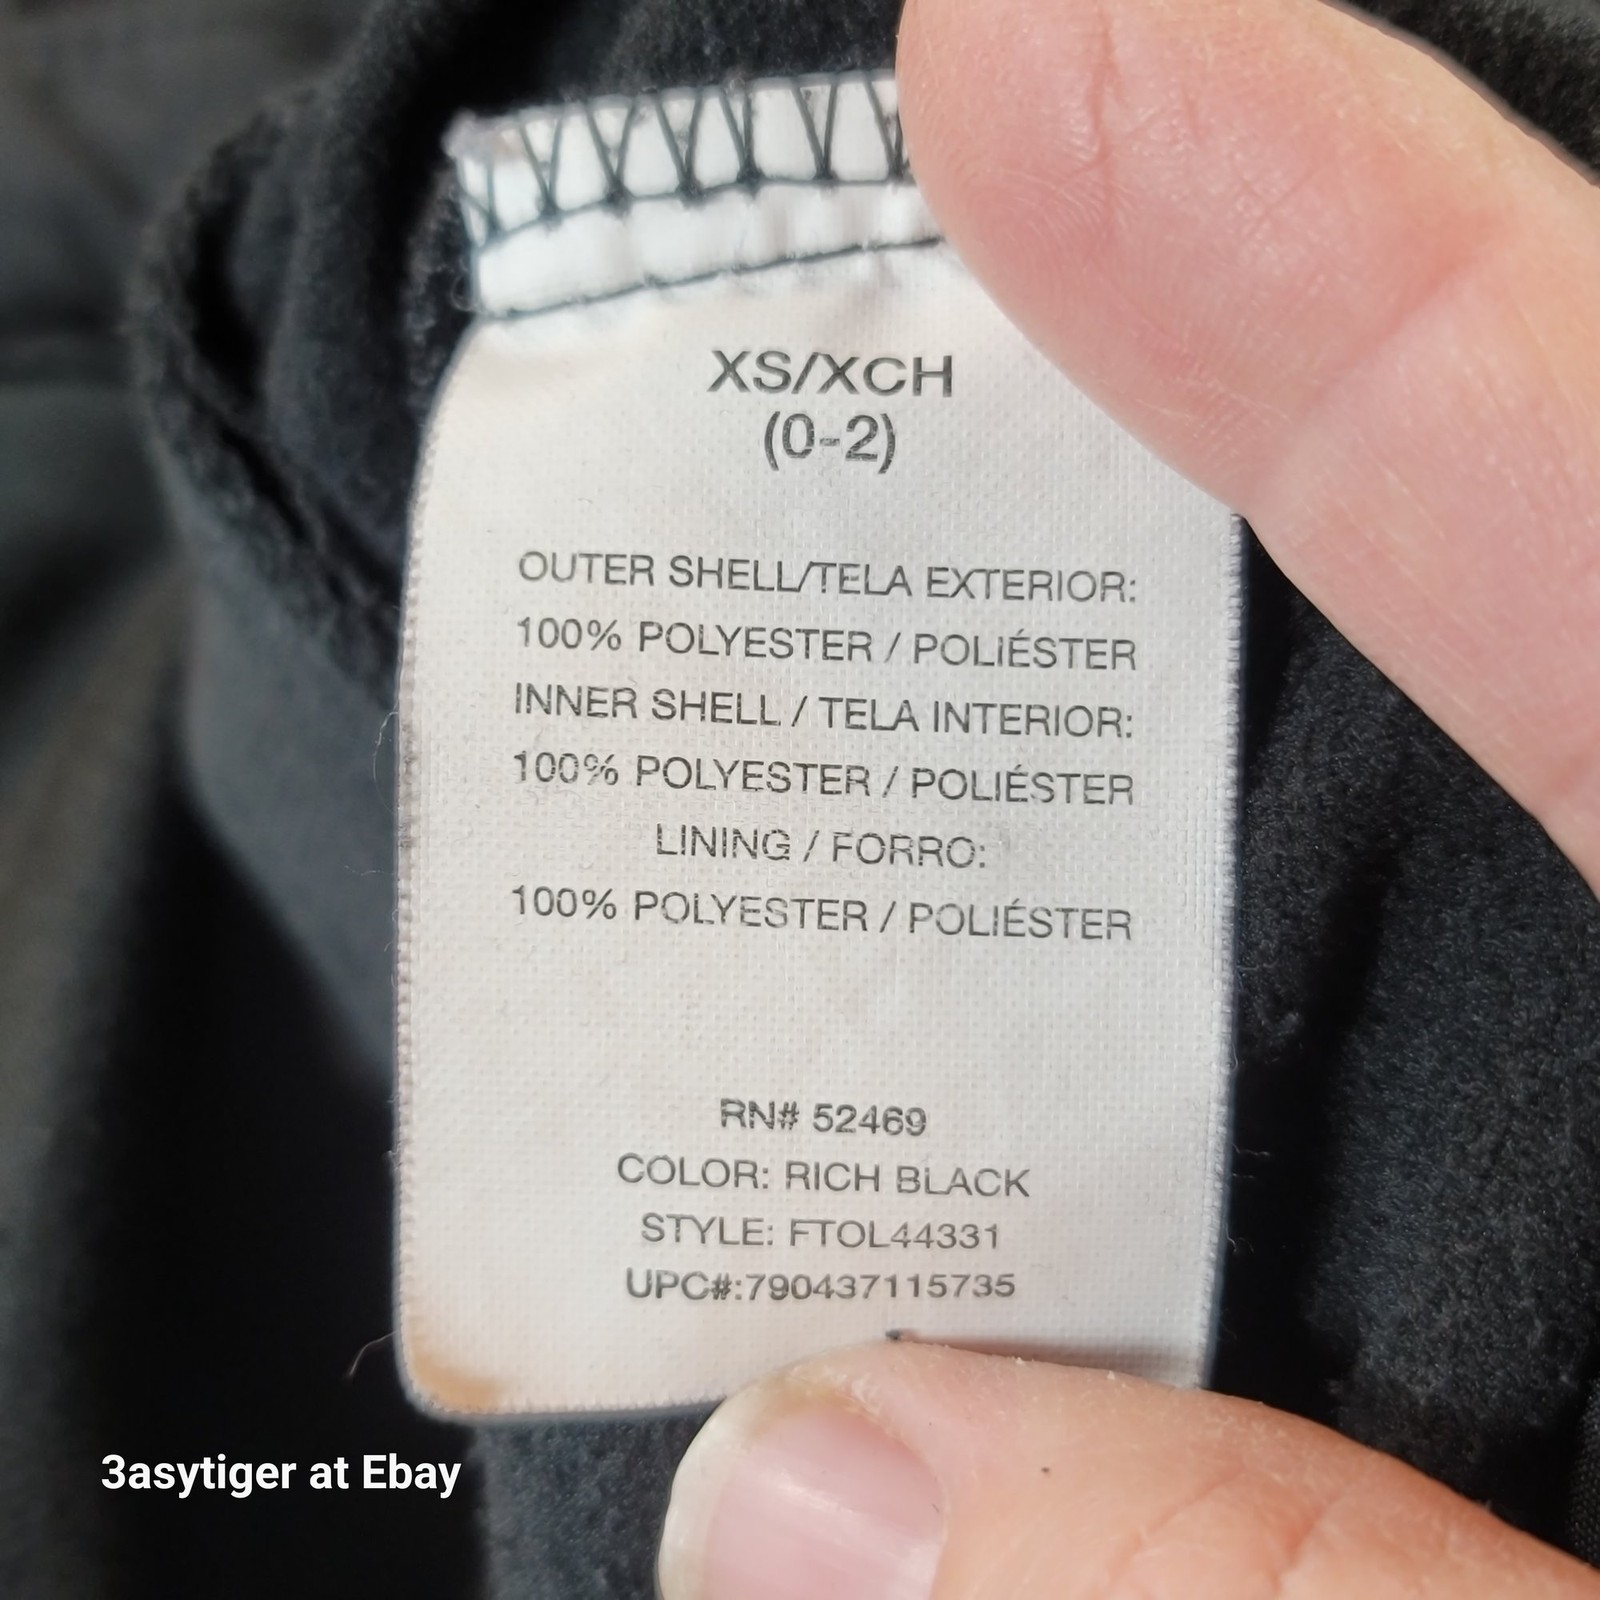 XS/XCH
(0-2)
OUTER SHELL/TELA EXTERIOR:
100% POLYESTER / POLIÉSTER
INNER SHELL / TELA INTERIOR:
100% POLYESTER / POLIÉSTER
LINING / FORRO:
100% POLYESTER / POLIÉSTER
RN# 52469
COLOR: RICH BLACK
STYLE: FTOL44331
UPC#:790437115735
3asytiger at Ebay